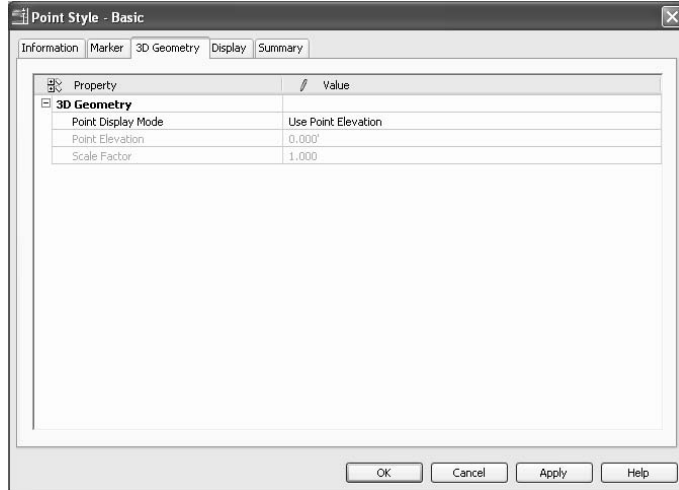 Point Style - Basic
Information Marker 3D Geometry Display Summary
Property Value
3D Geometry
Point Display Mode Use Point Elevation
Point Elevation 0.000'
Scale Factor 1.000
OK Cancel Apply Help